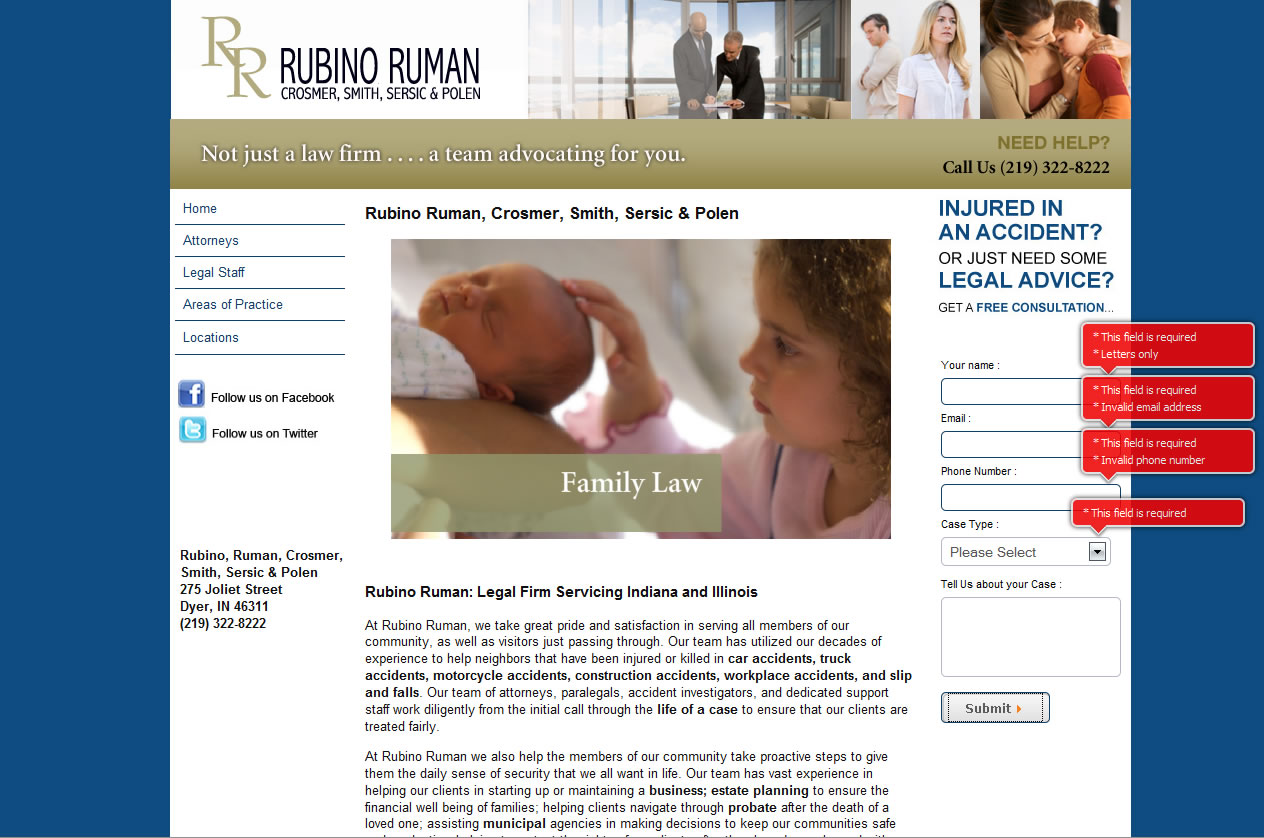 RR RUBINO RUMAN
CROSMER, SMITH, SERSIC & POLEN
Not just a law firm . . . . a team advocating for you.
NEED HELP?
Call Us (219) 322-8222
Home
Attorneys
Legal Staff
Areas of Practice
Locations
Follow us on Facebook
Follow us on Twitter
Rubino, Ruman, Crosmer,
Smith, Sersic & Polen
275 Joliet Street
Dyer, IN 46311
(219) 322-8222
Rubino Ruman, Crosmer, Smith, Sersic & Polen
Family Law
Rubino Ruman: Legal Firm Servicing Indiana and Illinois
At Rubino Ruman, we take great pride and satisfaction in serving all members of our
community, as well as visitors just passing through. Our team has utilized our decades of
experience to help neighbors that have been injured or killed in car accidents, truck
accidents, motorcycle accidents, construction accidents, workplace accidents, and slip
and falls. Our team of attorneys, paralegals, accident investigators, and dedicated support
staff work diligently from the initial call through the life of a case to ensure that our clients are
treated fairly.
At Rubino Ruman we also help the members of our community take proactive steps to give
them the daily sense of security that we all want in life. Our team has vast experience in
helping our clients in starting up or maintaining a business; estate planning to ensure the
financial well being of families; helping clients navigate through probate after the death of a
loved one; assisting municipal agencies in making decisions to keep our communities safe
INJURED IN
AN ACCIDENT?
OR JUST NEED SOME
LEGAL ADVICE?
GET A FREE CONSULTATION...
* This field is required
* Letters only
Your name :
* This field is required
* Invalid email address
Email :
* This field is required
* Invalid phone number
Phone Number :
* This field is required
Case Type :
Please Select
Tell Us about your Case :
Submit